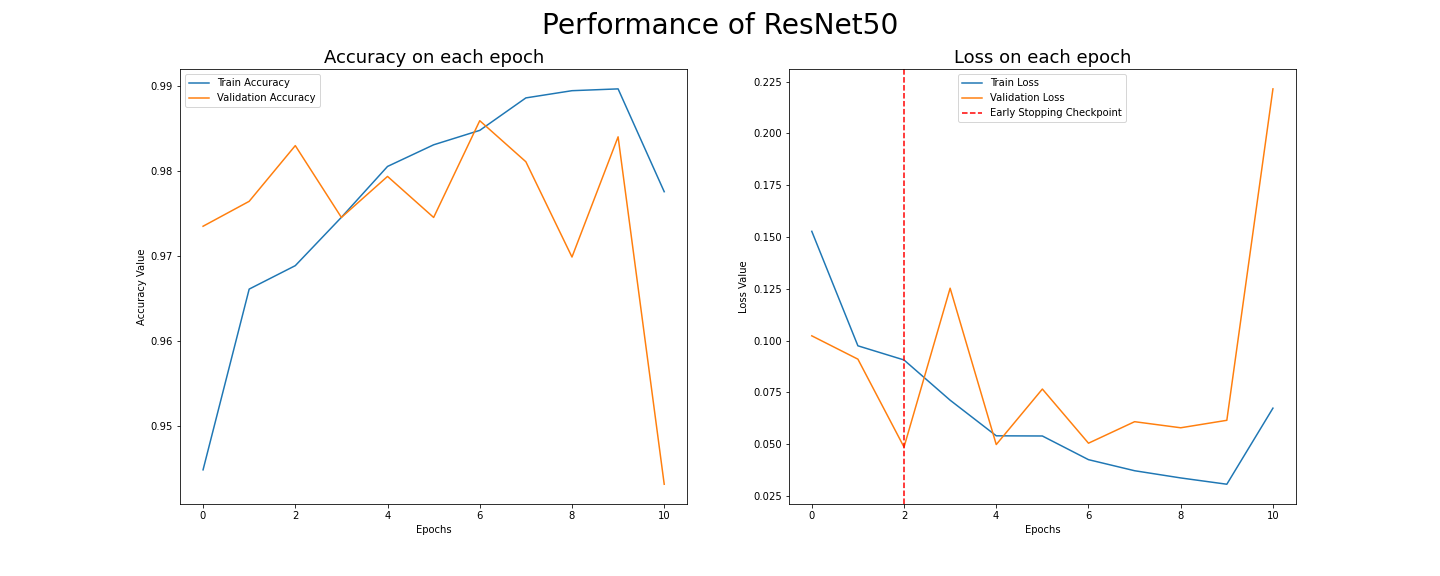 Performance of ResNet50
Accuracy on each epoch
Train Accuracy
Validation Accuracy
0.99
0.98
0.97
0.96
0.95
Accuracy Value
0 2 4 6 8 10
Epochs
Loss on each epoch
Train Loss
Validation Loss
Early Stopping Checkpoint
0.225
0.200
0.175
0.150
0.125
0.100
0.075
0.050
0.025
Loss Value
0 2 4 6 8 10
Epochs